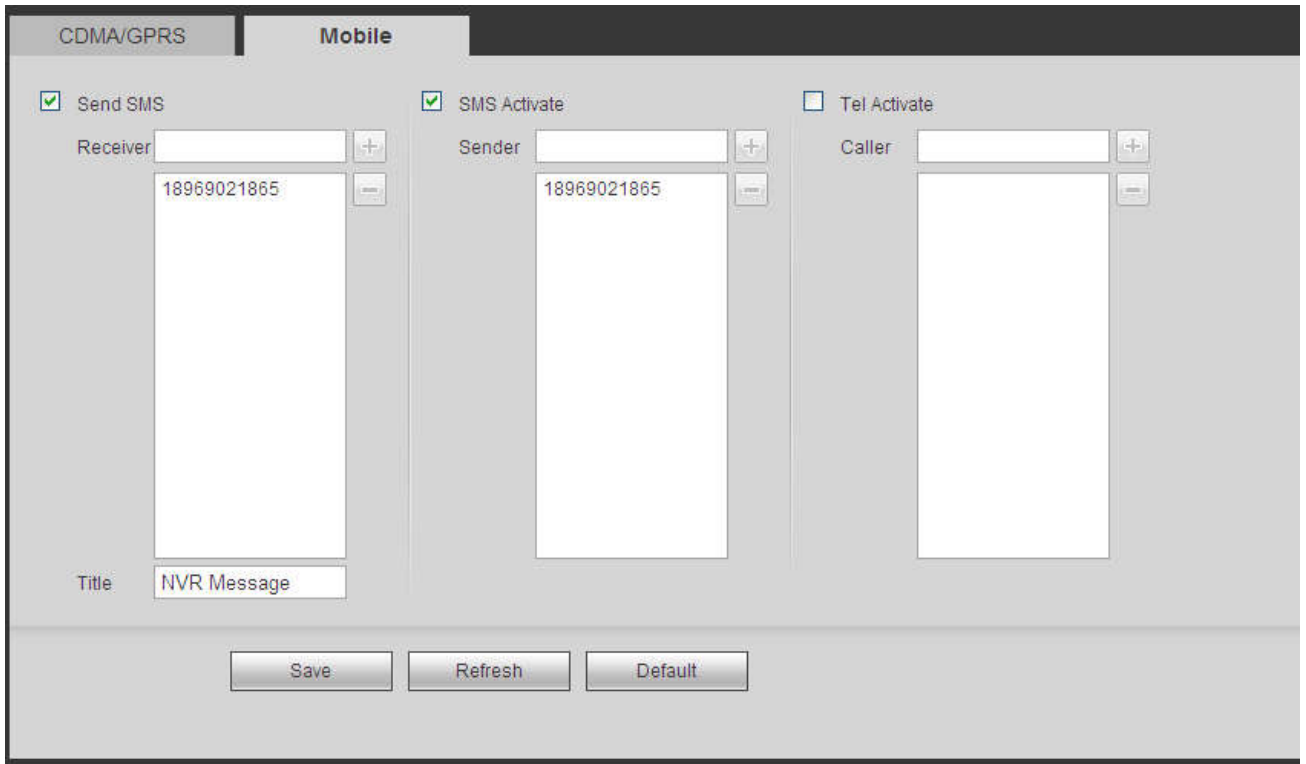 CDMA/GPRS Mobile
Send SMS SMS Activate Tel Activate
Receiver Sender Caller
18969021865 18969021865
Title NVR Message
Save Refresh Default